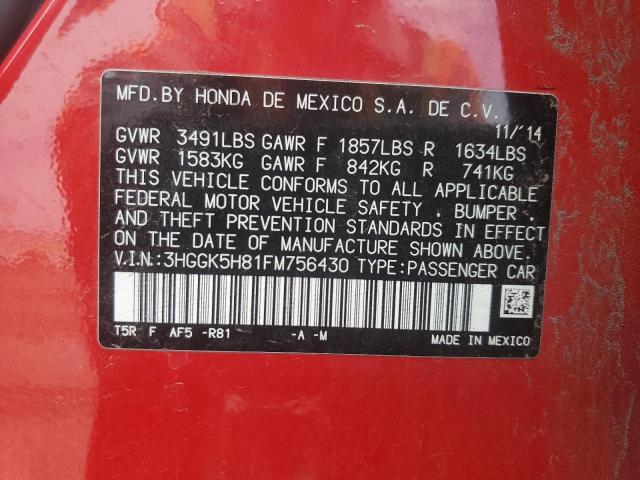 MFD.BY HONDA DE MEXICO S.A. DE C.V.
11/'14
GVWR 3491LBS GAWR F 1857LBS R 1634LBS
GVWR 1583KG GAWR F 842KG R 741KG
THIS VEHICLE CONFORMS TO ALL APPLICABLE
FEDERAL MOTOR VEHICLE SAFETY , BUMPER ,
AND THEFT PREVENTION STANDARDS IN EFFECT
ON THE DATE OF MANUFACTURE SHOWN ABOVE.
V.I.N:3HGGK5H81FM756430 TYPE:PASSENGER CAR
T5R F AF5 -R81 -A -M MADE IN MEXICO